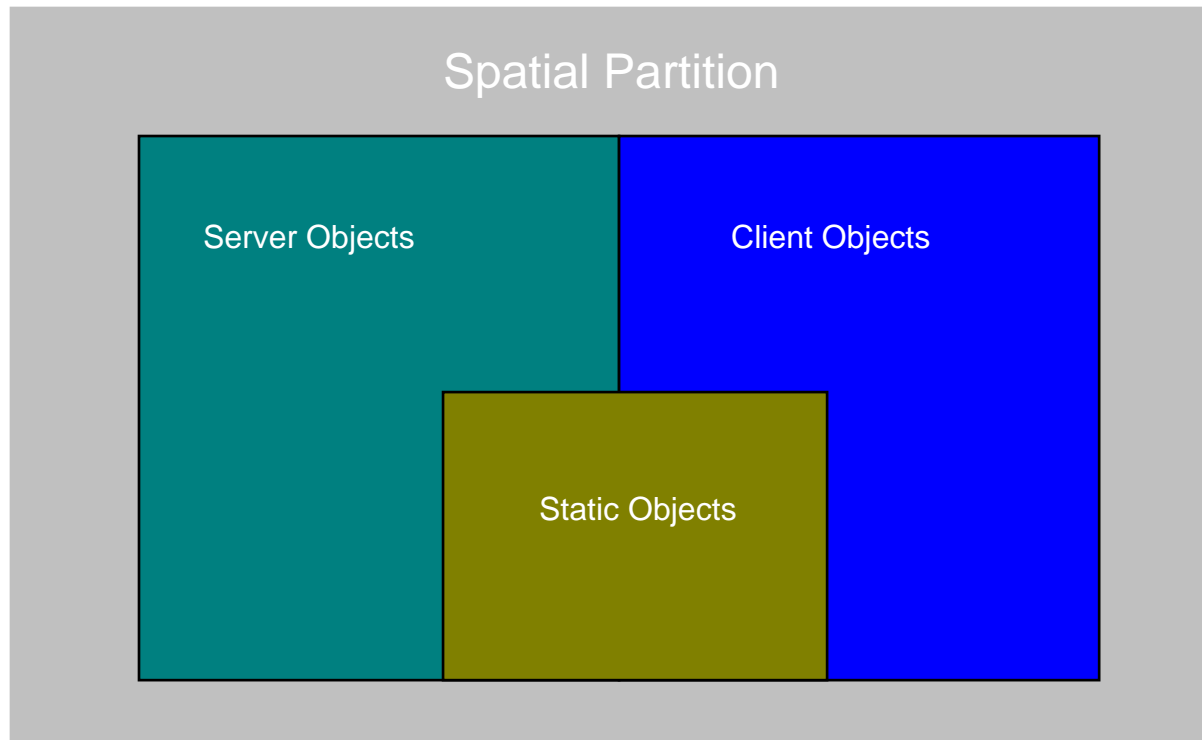 Spatial Partition
Server Objects
Client Objects
Static Objects